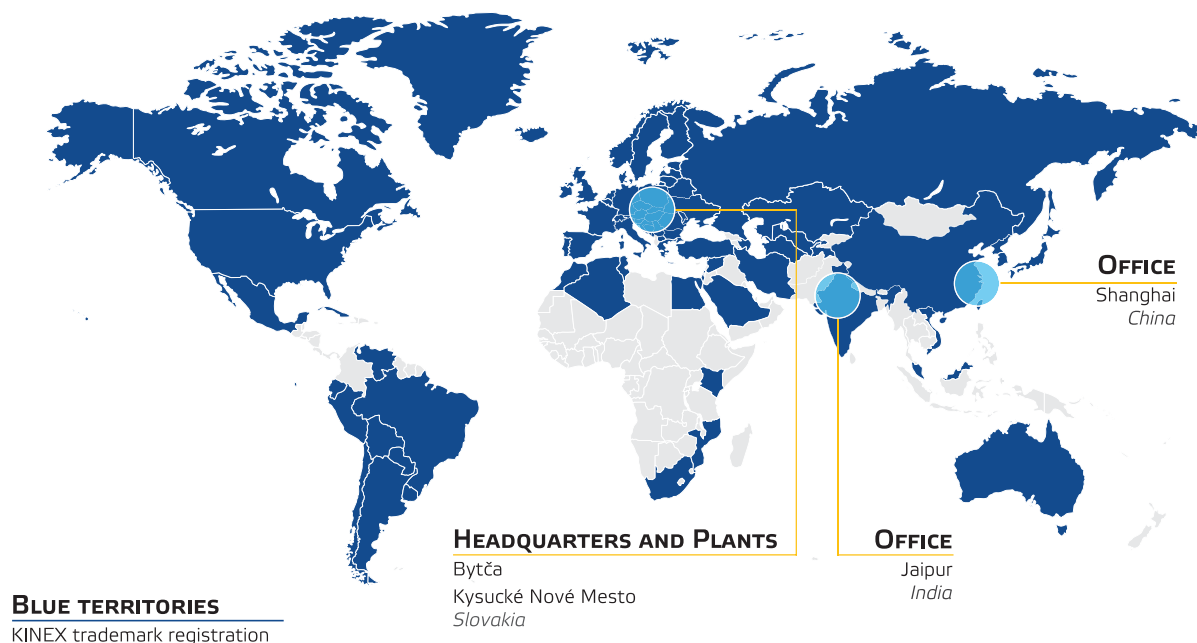 OFFICE
Shanghai
China
HEADQUARTERS AND PLANTS
Bytča
Kysucké Nové Mesto
Slovakia
OFFICE
Jaipur
India
BLUE TERRITORIES
KINEX trademark registration